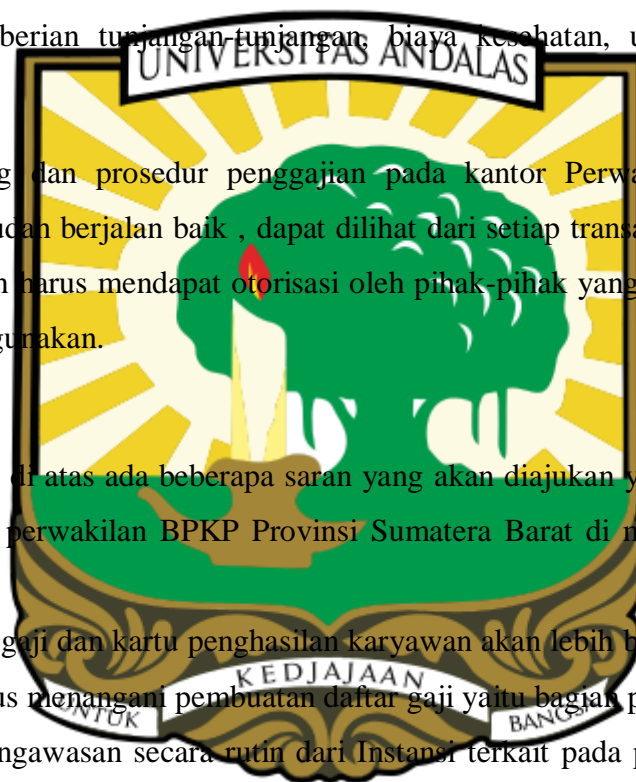 berian tunjangan-tunjangan, biaya kesehatan, u
UNIVERSITAS ANDALAS
g dan prosedur penggajian pada kantor Perwa
udah berjalan baik , dapat dilihat dari setiap transa
n harus mendapat otorisasi oleh pihak-pihak yang
gunakan.
di atas ada beberapa saran yang akan diajukan y
perwakilan BPKP Provinsi Sumatera Barat di m
gaji dan kartu penghasilan karyawan akan lebih b
KEDJAJAAN
us menangani pembuatan daftar gaji yaitu bagian p
UNTUK BANGSA
ngawasan secara rutin dari Instansi terkait pada p